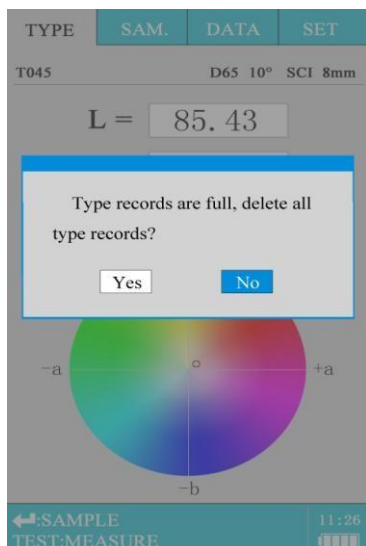 TYPE SAM. DATA SET
T045 D65 10° SCI 8mm
L = 85.43
Type records are full, delete all
type records?
Yes No
-a +a
-b
:SAMPLE 11:26
TEST:MEASURE